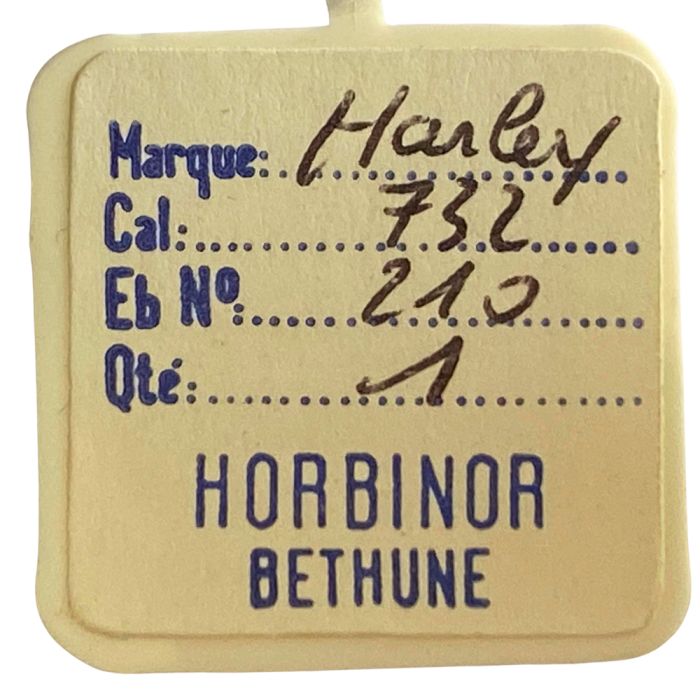 Marque: Harley
Cal: 732
Eb Nº: 210
Qté: 1
HORBINOR
BETHUNE